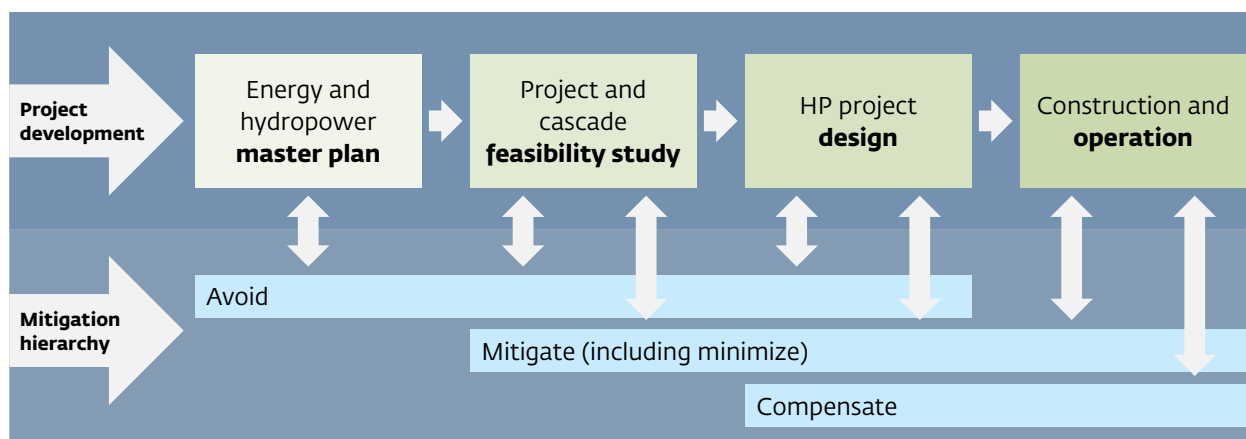 Project
development
Energy and
hydropower
master plan
Project and
cascade
feasibility study
HP project
design
Construction and
operation
Mitigation
hierarchy
Avoid
Mitigate (including minimize)
Compensate